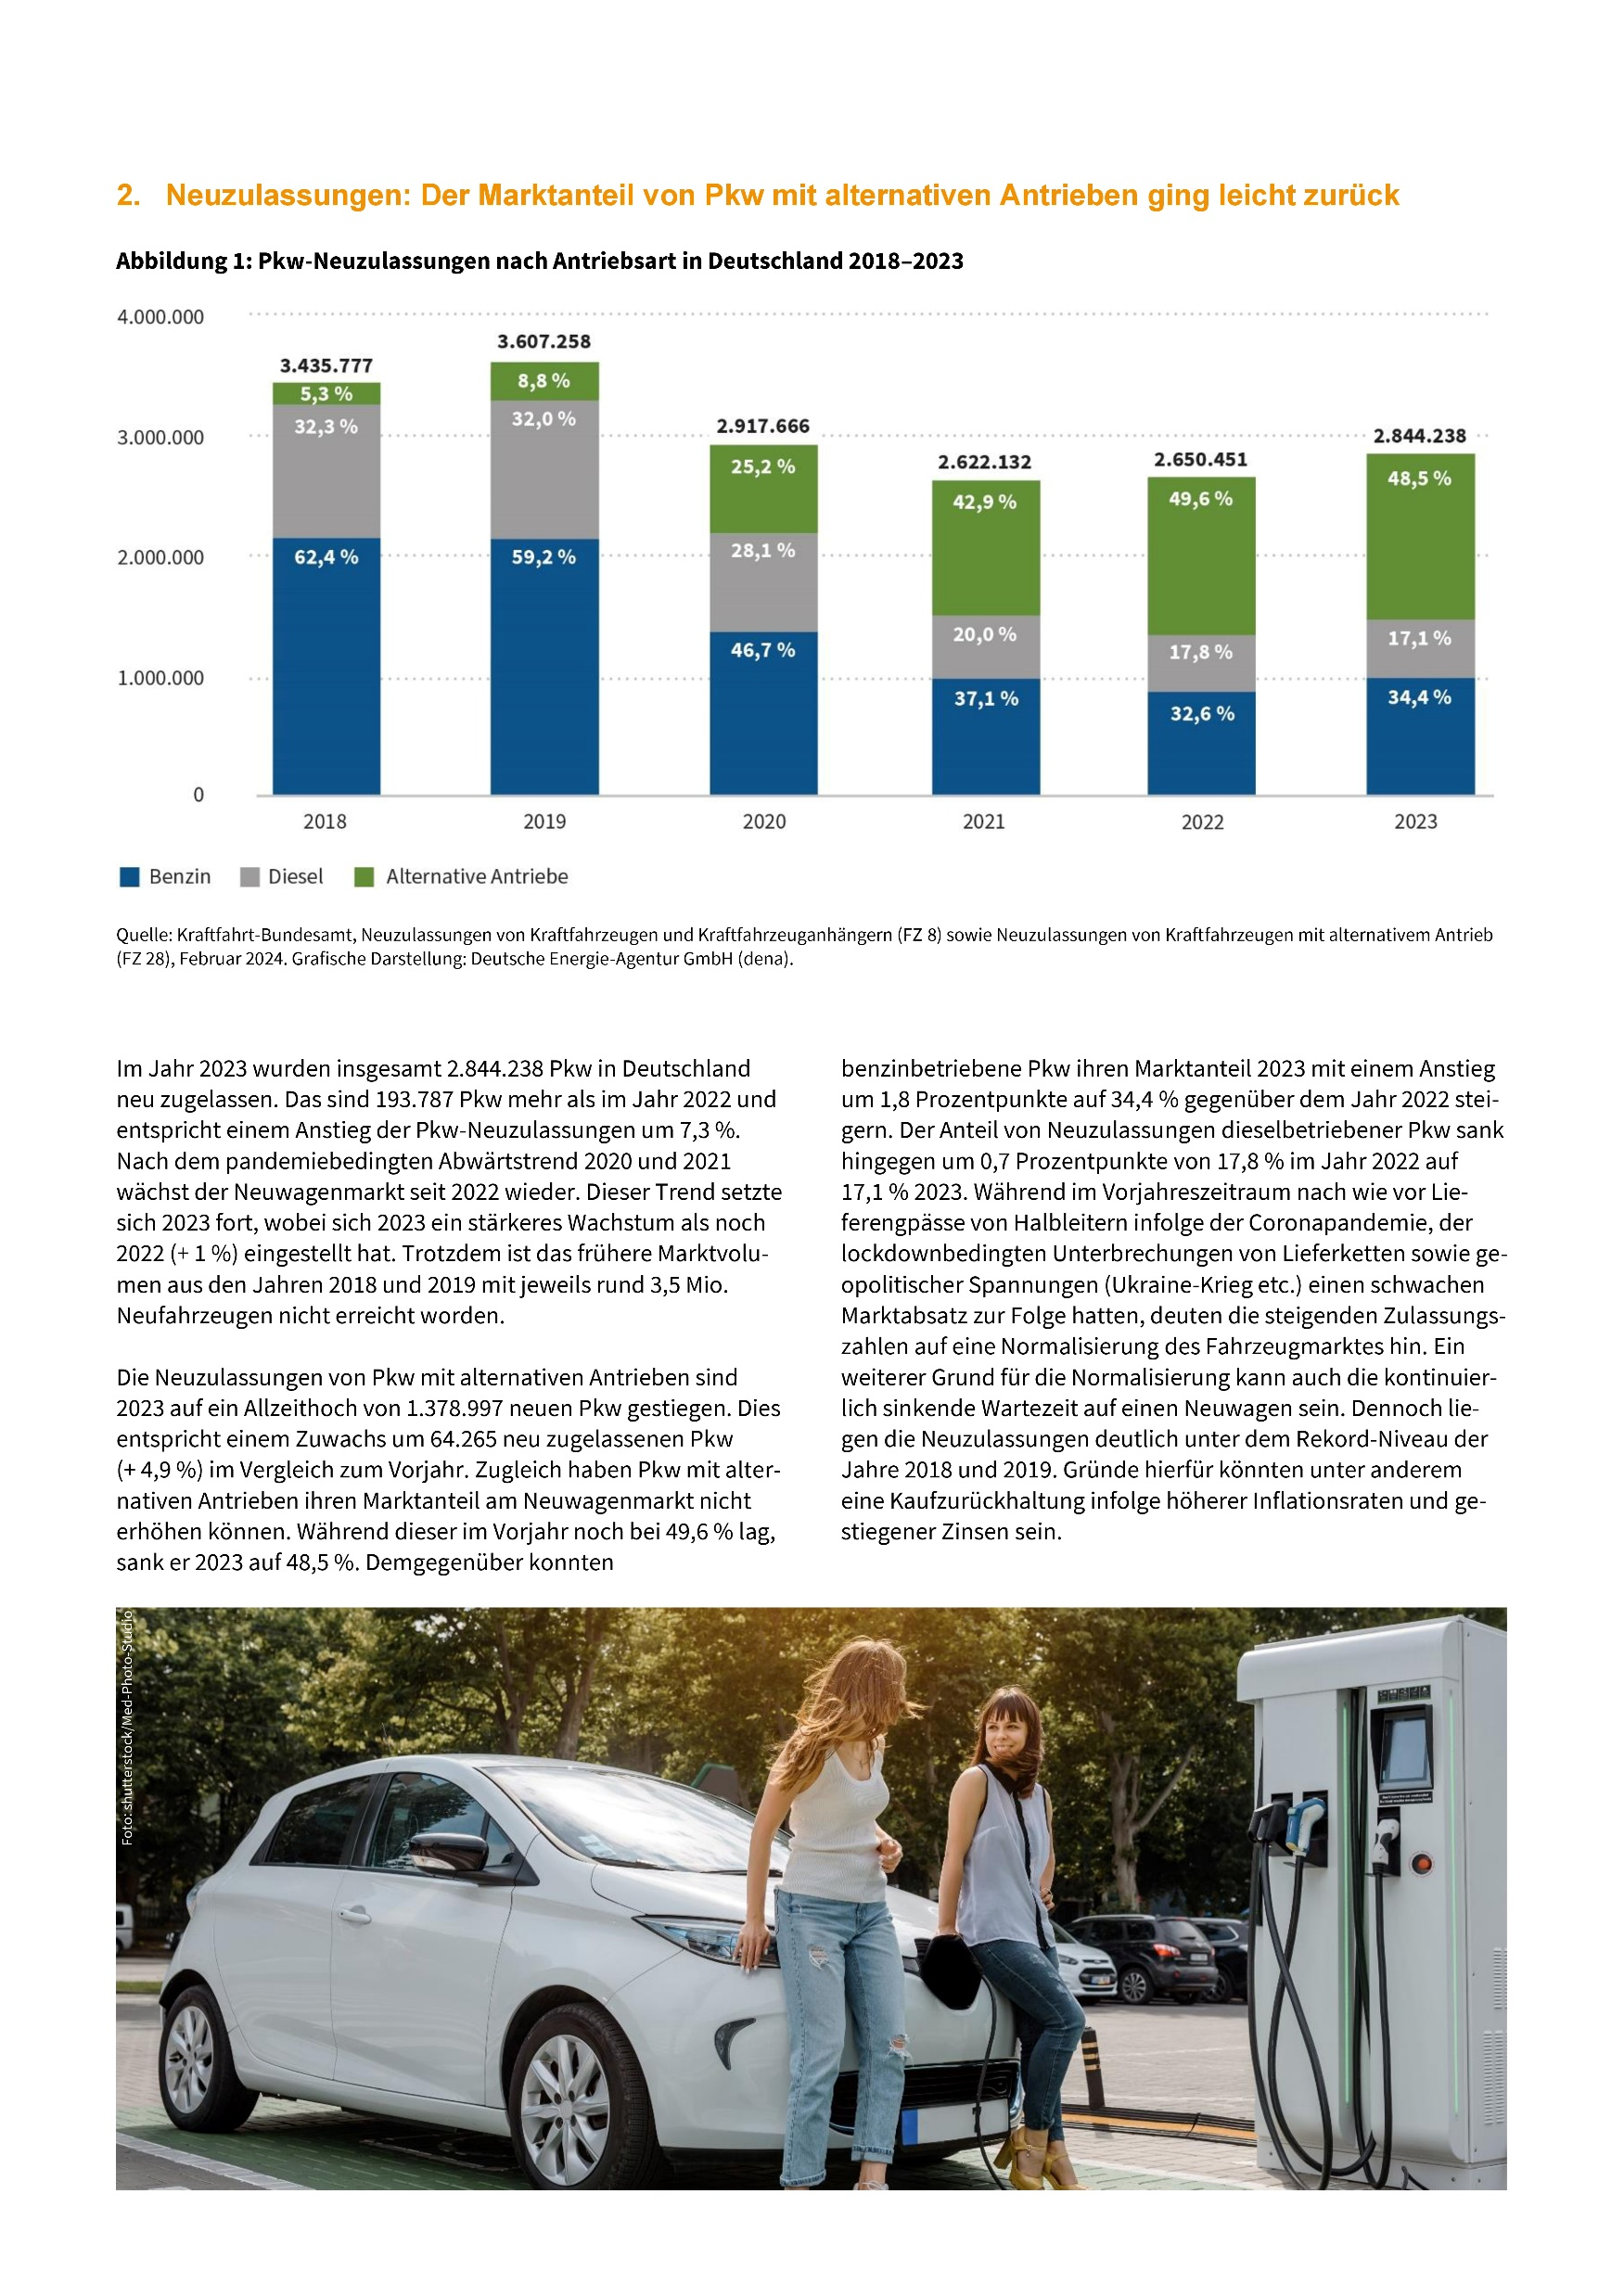 2. Neuzulassungen: Der Marktanteil von Pkw mit alternativen Antrieben ging leicht zurück
Abbildung 1: Pkw-Neuzulassungen nach Antriebsart in Deutschland 2018–2023
4.000.000
3.000.000
2.000.000
1.000.000
0
3.435.777
5,3 %
32,3 %
62,4 %
3.607.258
8,8 %
32,0 %
59,2 %
2.917.666
25,2 %
28,1 %
46,7 %
2.622.132
42,9 %
20,0 %
37,1 %
2.650.451
49,6 %
17,8 %
32,6 %
2.844.238
48,5 %
17,1 %
34,4 %
2018 2019 2020 2021 2022 2023
Benzin Diesel Alternative Antriebe
Quelle: Kraftfahrt-Bundesamt, Neuzulassungen von Kraftfahrzeugen und Kraftfahrzeuganhängern (FZ 8) sowie Neuzulassungen von Kraftfahrzeugen mit alternativem Antrieb
(FZ 28), Februar 2024. Grafische Darstellung: Deutsche Energie-Agentur GmbH (dena).
Im Jahr 2023 wurden insgesamt 2.844.238 Pkw in Deutschland
neu zugelassen. Das sind 193.787 Pkw mehr als im Jahr 2022 und
entspricht einem Anstieg der Pkw-Neuzulassungen um 7,3 %.
Nach dem pandemiebedingten Abwärtstrend 2020 und 2021
wächst der Neuwagenmarkt seit 2022 wieder. Dieser Trend setzte
sich 2023 fort, wobei sich 2023 ein stärkeres Wachstum als noch
2022 (+ 1 %) eingestellt hat. Trotzdem ist das frühere Marktvolu-
men aus den Jahren 2018 und 2019 mit jeweils rund 3,5 Mio.
Neufahrzeugen nicht erreicht worden.
Die Neuzulassungen von Pkw mit alternativen Antrieben sind
2023 auf ein Allzeithoch von 1.378.997 neuen Pkw gestiegen. Dies
entspricht einem Zuwachs um 64.265 neu zugelassenen Pkw
(+ 4,9 %) im Vergleich zum Vorjahr. Zugleich haben Pkw mit alter-
nativen Antrieben ihren Marktanteil am Neuwagenmarkt nicht
erhöhen können. Während dieser im Vorjahr noch bei 49,6 % lag,
sank er 2023 auf 48,5 %. Demgegenüber konnten
benzinbetriebene Pkw ihren Marktanteil 2023 mit einem Anstieg
um 1,8 Prozentpunkte auf 34,4 % gegenüber dem Jahr 2022 stei-
gern. Der Anteil von Neuzulassungen dieselbetriebener Pkw sank
hingegen um 0,7 Prozentpunkte von 17,8 % im Jahr 2022 auf
17,1 % 2023. Während im Vorjahreszeitraum nach wie vor Lie-
ferengpässe von Halbleitern infolge der Coronapandemie, der
lockdownbedingten Unterbrechungen von Lieferketten sowie ge-
opolitischer Spannungen (Ukraine-Krieg etc.) einen schwachen
Marktabsatz zur Folge hatten, deuten die steigenden Zulassungs-
zahlen auf eine Normalisierung des Fahrzeugmarktes hin. Ein
weiterer Grund für die Normalisierung kann auch die kontinuier-
lich sinkende Wartezeit auf einen Neuwagen sein. Dennoch lie-
gen die Neuzulassungen deutlich unter dem Rekord-Niveau der
Jahre 2018 und 2019. Gründe hierfür könnten unter anderem
eine Kaufzurückhaltung infolge höherer Inflationsraten und ge-
stiegener Zinsen sein.
Foto: shutterstock/Med-Photo-Studio